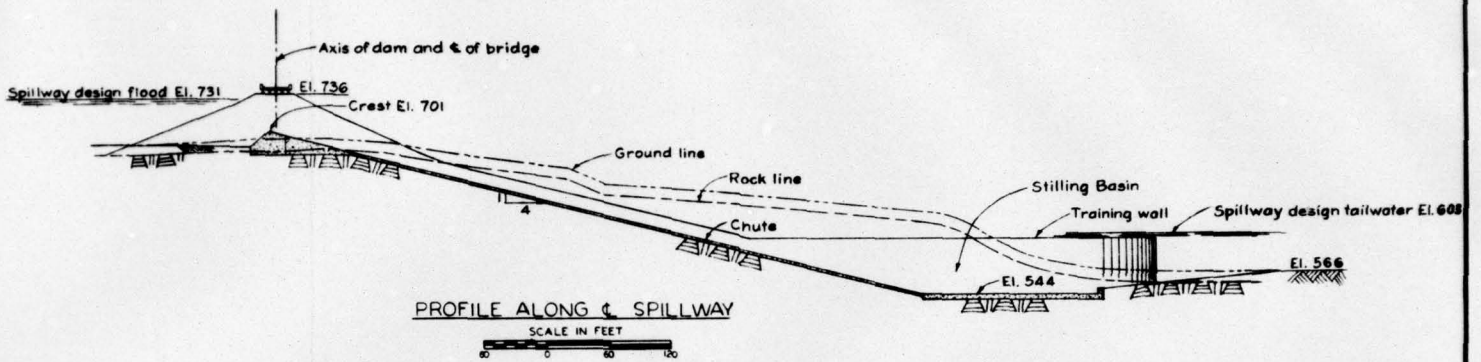 Axis of dam and ℄ of bridge
Spillway design flood El. 731
El. 736
Crest El. 701
Ground line
Rock line
1
4
Chute
Stilling Basin
Training wall
Spillway design tailwater El. 608
El. 566
El. 544
PROFILE ALONG ℄ SPILLWAY
SCALE IN FEET
60 0 60 120